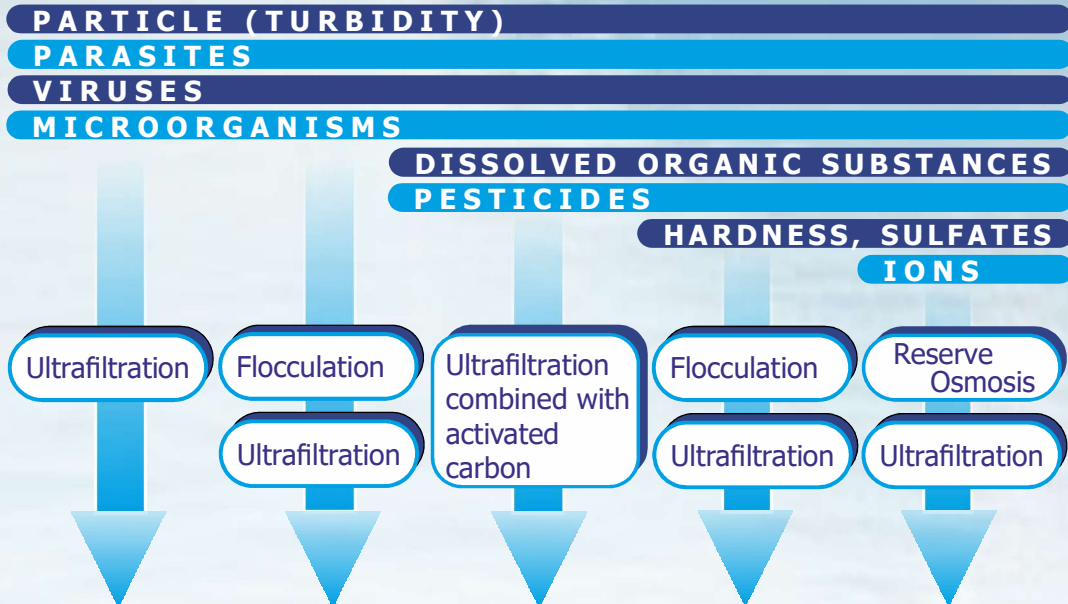 PARTICLE (TURBIDITY)
PARASITES
VIRUSES
MICROORGANISMS
DISSOLVED ORGANIC SUBSTANCES
PESTICIDES
HARDNESS, SULFATES
IONS
Ultrafiltration
Flocculation
Ultrafiltration
Ultrafiltration
combined with
activated
carbon
Flocculation
Ultrafiltration
Reserve
Osmosis
Ultrafiltration